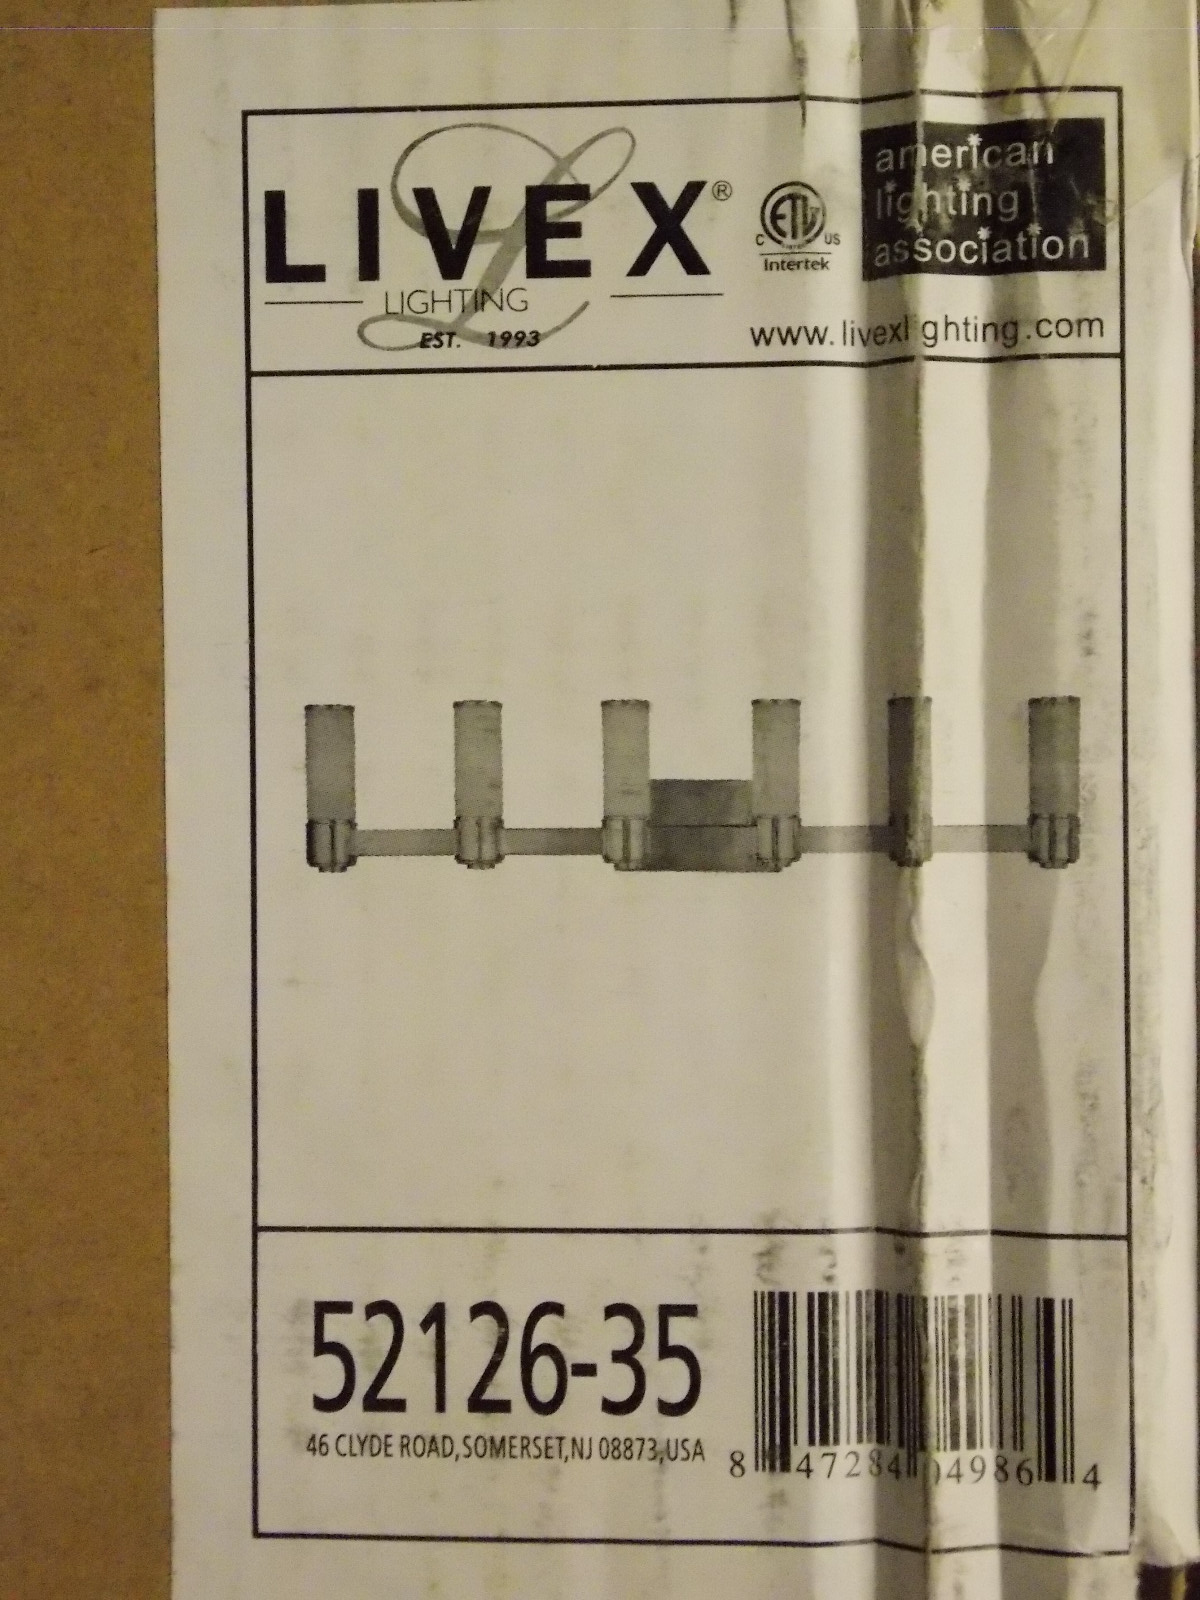 LIVEX®
LIGHTING
EST. 1993
ETL
C US
Intertek
american
lighting
association
www.livexlighting.com
52126-35
46 CLYDE ROAD,SOMERSET,NJ 08873,USA
8 47284 04986 4